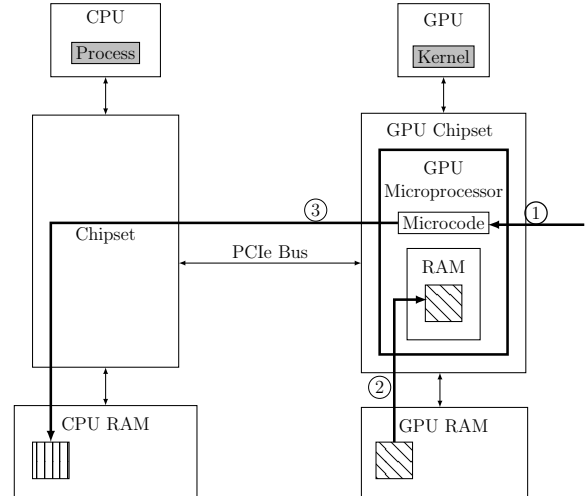 CPU
Process
GPU
Kernel
GPU Chipset
GPU
Microprocessor
3
1
Microcode
Chipset
PCIe Bus
RAM
2
CPU RAM
GPU RAM